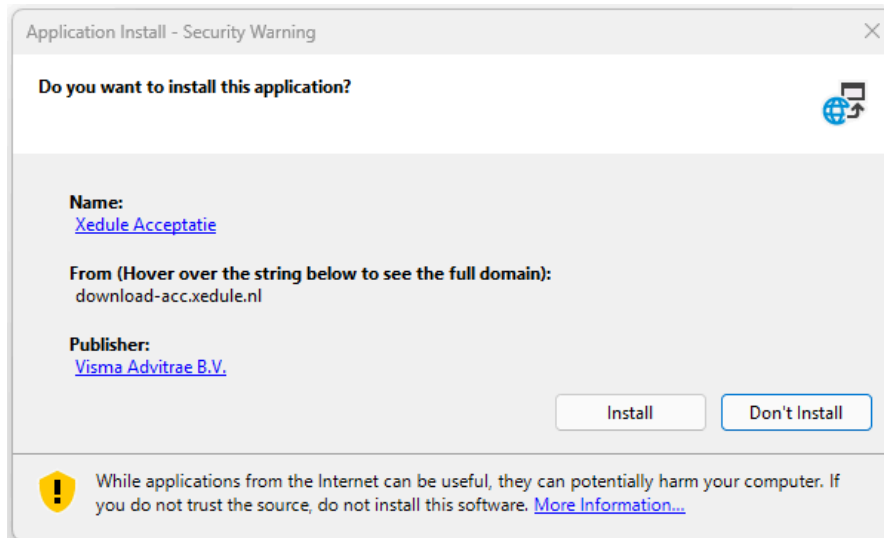 Application Install - Security Warning
Do you want to install this application?
Name:
Xedule Acceptatie
From (Hover over the string below to see the full domain):
download-acc.xedule.nl
Publisher:
Visma Advitrae B.V.
Install
Don't Install
While applications from the Internet can be useful, they can potentially harm your computer. If
you do not trust the source, do not install this software. More Information...